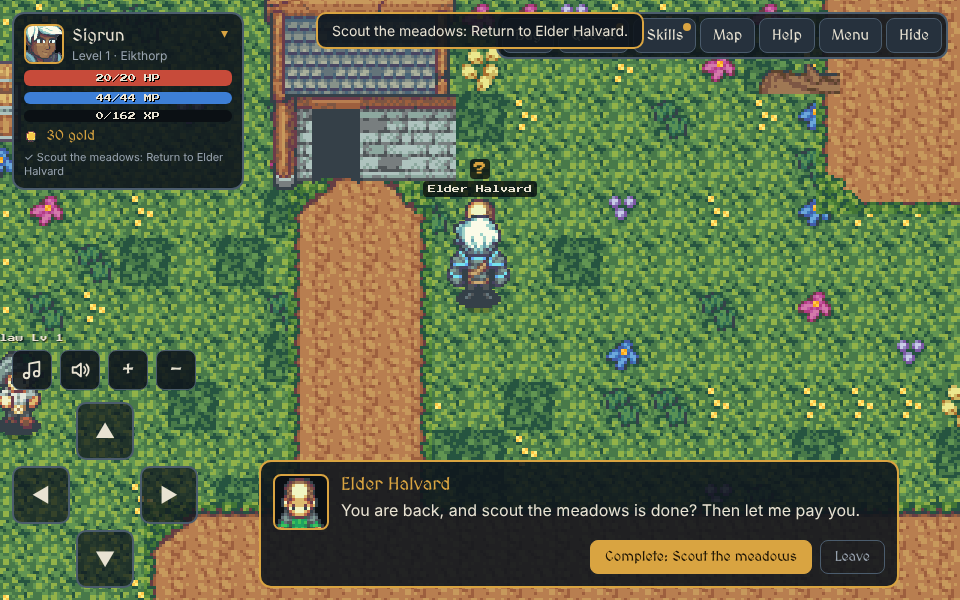 Sigrun
Level 1 · Eikthorp
20/20 HP
44/44 MP
0/162 XP
30 gold
✓ Scout the meadows: Return to Elder
Halvard
Scout the meadows: Return to Elder Halvard.
Skills
Map
Help
Menu
Hide
?
Elder Halvard
Lv 1
+
-
Elder Halvard
You are back, and scout the meadows is done? Then let me pay you.
Complete: Scout the meadows
Leave